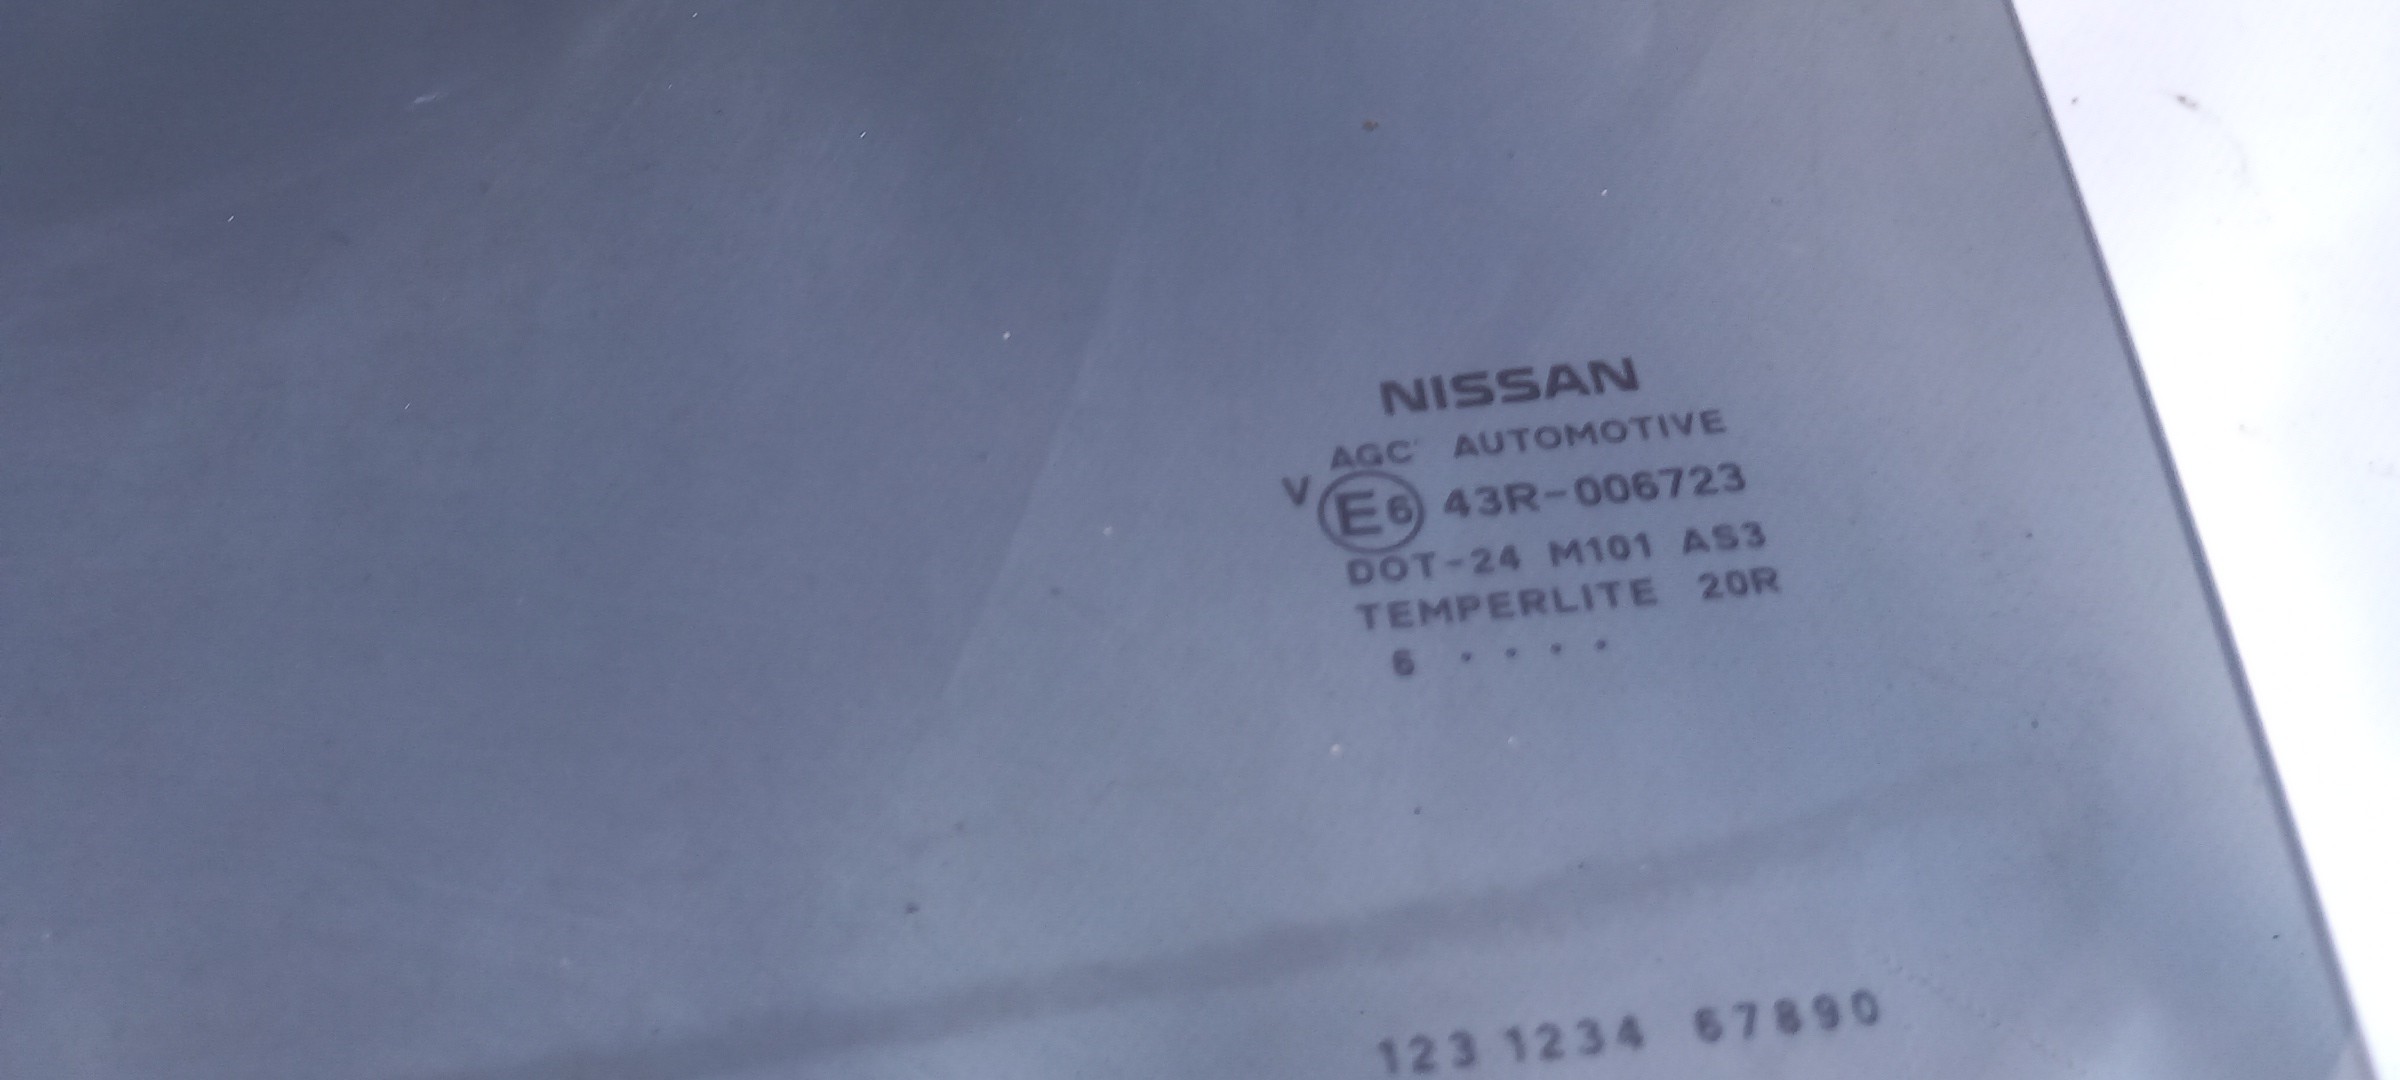 NISSAN
AGC AUTOMOTIVE
V E6 43R-006723
DOT-24 M101 AS3
TEMPERLITE 20R
6 · · · ·
123 1234 67890